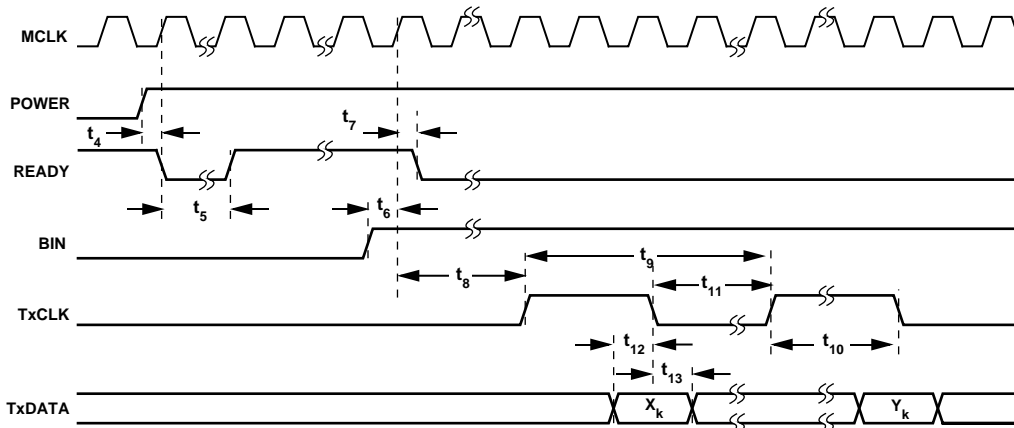 MCLK
POWER
t4
t7
READY
t5
t6
BIN
t9
t8
t11
TxCLK
t12
t10
t13
TxDATA
Xk
Yk